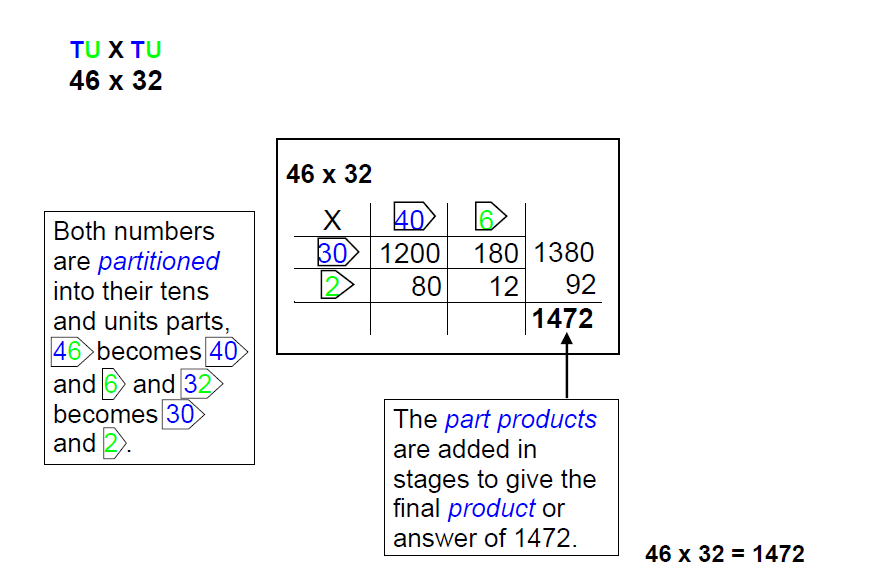 TU X TU
46 x 32
46 x 32
X 40 6
30 1200 180 1380
2 80 12 92
1472
Both numbers
are partitioned
into their tens
and units parts,
46 becomes 40
and 6 and 32
becomes 30
and 2.
The part products
are added in
stages to give the
final product or
answer of 1472.
46 x 32 = 1472